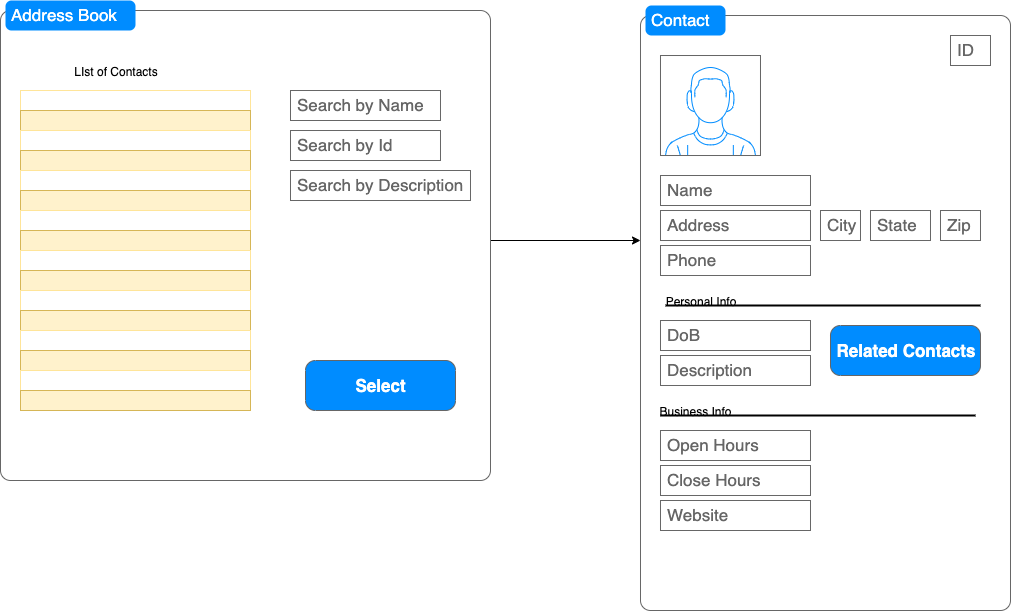 Address Book
LIst of Contacts
Search by Name
Search by Id
Search by Description
Select
Contact
ID
Name
Address
City
State
Zip
Phone
Personal Info
DoB
Description
Related Contacts
Business Info
Open Hours
Close Hours
Website